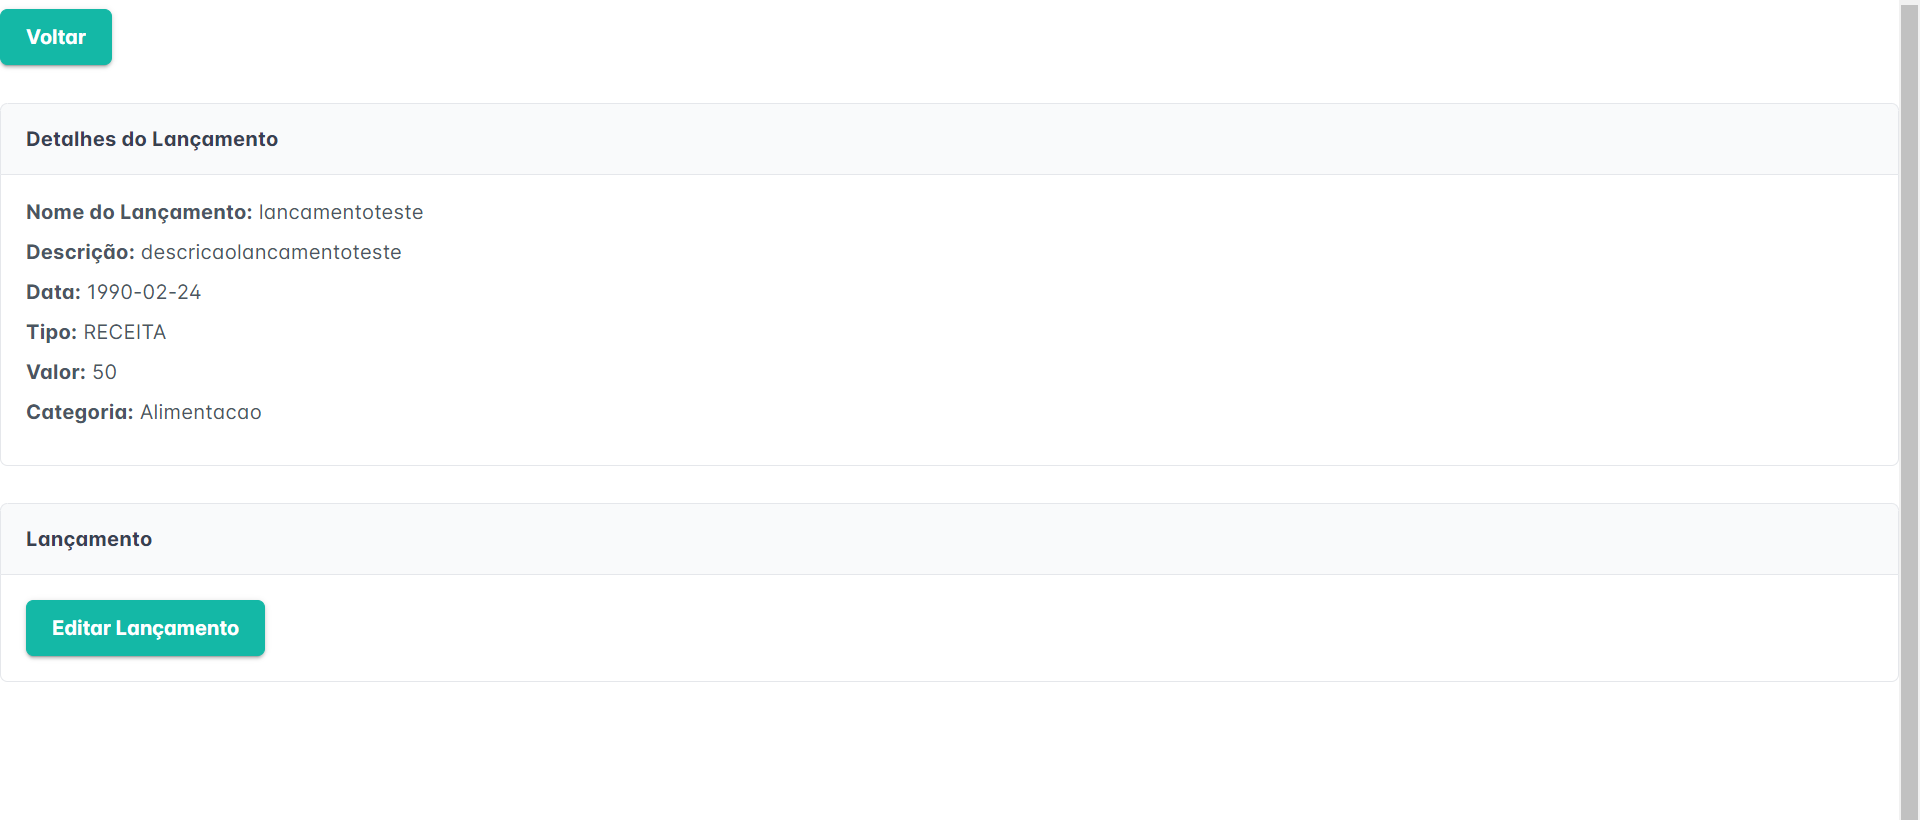 Voltar
Detalhes do Lançamento
Nome do Lançamento: lancamentoteste
Descrição: descricaolancamentoteste
Data: 1990-02-24
Tipo: RECEITA
Valor: 50
Categoria: Alimentacao
Lançamento
Editar Lançamento